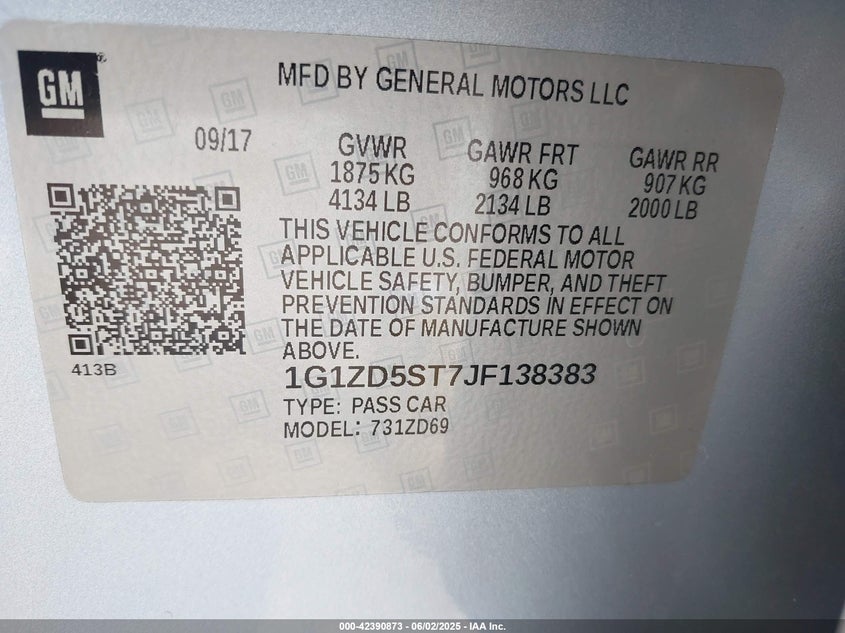 GM
MFD BY GENERAL MOTORS LLC
09/17
GVWR
1875 KG
4134 LB
GAWR FRT
968 KG
2134 LB
GAWR RR
907 KG
2000 LB
THIS VEHICLE CONFORMS TO ALL
APPLICABLE U.S. FEDERAL MOTOR
VEHICLE SAFETY, BUMPER, AND THEFT
PREVENTION STANDARDS IN EFFECT ON
THE DATE OF MANUFACTURE SHOWN
ABOVE.
413B
1G1ZD5ST7JF138383
TYPE: PASS CAR
MODEL: 731ZD69
000-42390873 - 06/02/2025 - IAA Inc.